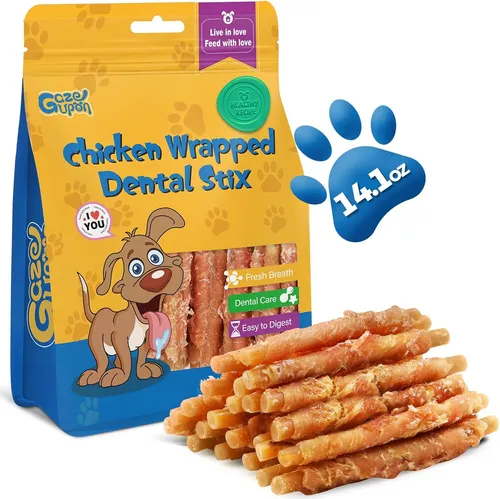 Live in love
Feed with love
Gaze
upon
HEALTHY
RECIPE
Chicken Wrapped
Dental Stix
I ❤ YOU
14.1oz
Fresh Breath
Dental Care
Easy to Digest
Gaze upon